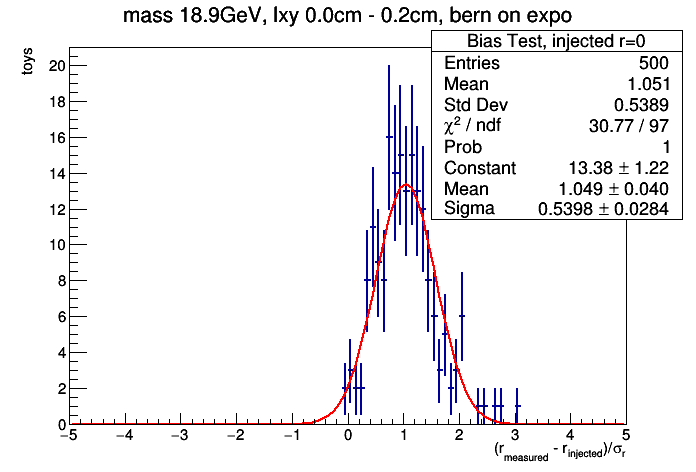 mass 18.9GeV, lxy 0.0cm - 0.2cm, bern on expo
Bias Test, injected r=0
Entries 500
Mean 1.051
Std Dev 0.5389
χ² / ndf 30.77 / 97
Prob 1
Constant 13.38 ± 1.22
Mean 1.049 ± 0.040
Sigma 0.5398 ± 0.0284
toys
20
18
16
14
12
10
8
6
4
2
0
−5 −4 −3 −2 −1 0 1 2 3 4 5
(r_measured - r_injected)/σ_r